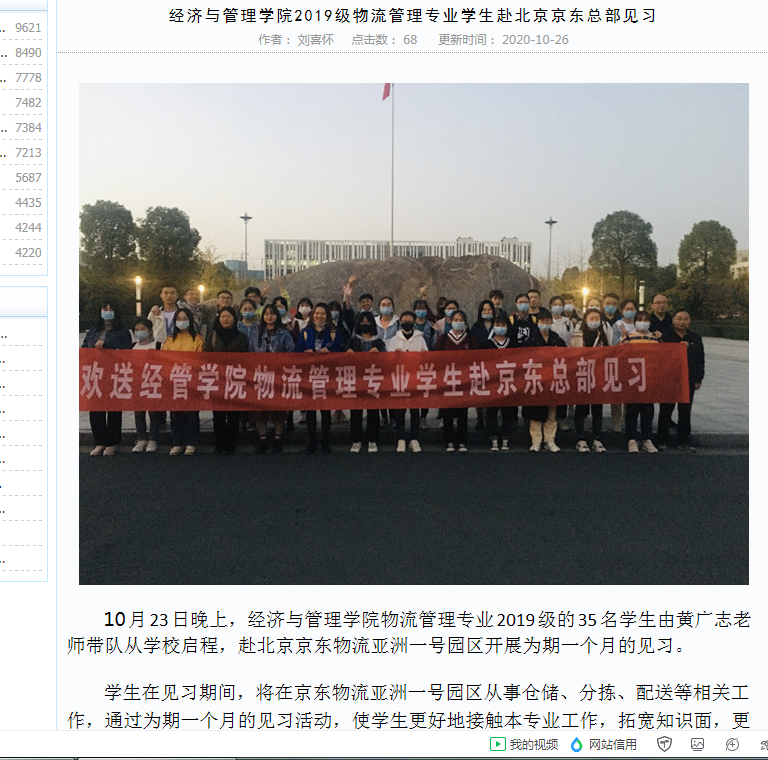 经济与管理学院2019级物流管理专业学生赴北京京东总部见习
作者： 刘喜怀 点击数： 68 更新时间： 2020-10-26
.. 9621
.. 8490
.. 7778
7482
.. 7384
.. 7213
5687
4435
4244
4220
欢送经管学院物流管理专业学生赴京东总部见习
10月23日晚上，经济与管理学院物流管理专业2019级的35名学生由黄广志老
师带队从学校启程，赴北京京东物流亚洲一号园区开展为期一个月的见习。
学生在见习期间，将在京东物流亚洲一号园区从事仓储、分拣、配送等相关工
作，通过为期一个月的见习活动，使学生更好地接触本专业工作，拓宽知识面，更
我的视频 网站信用